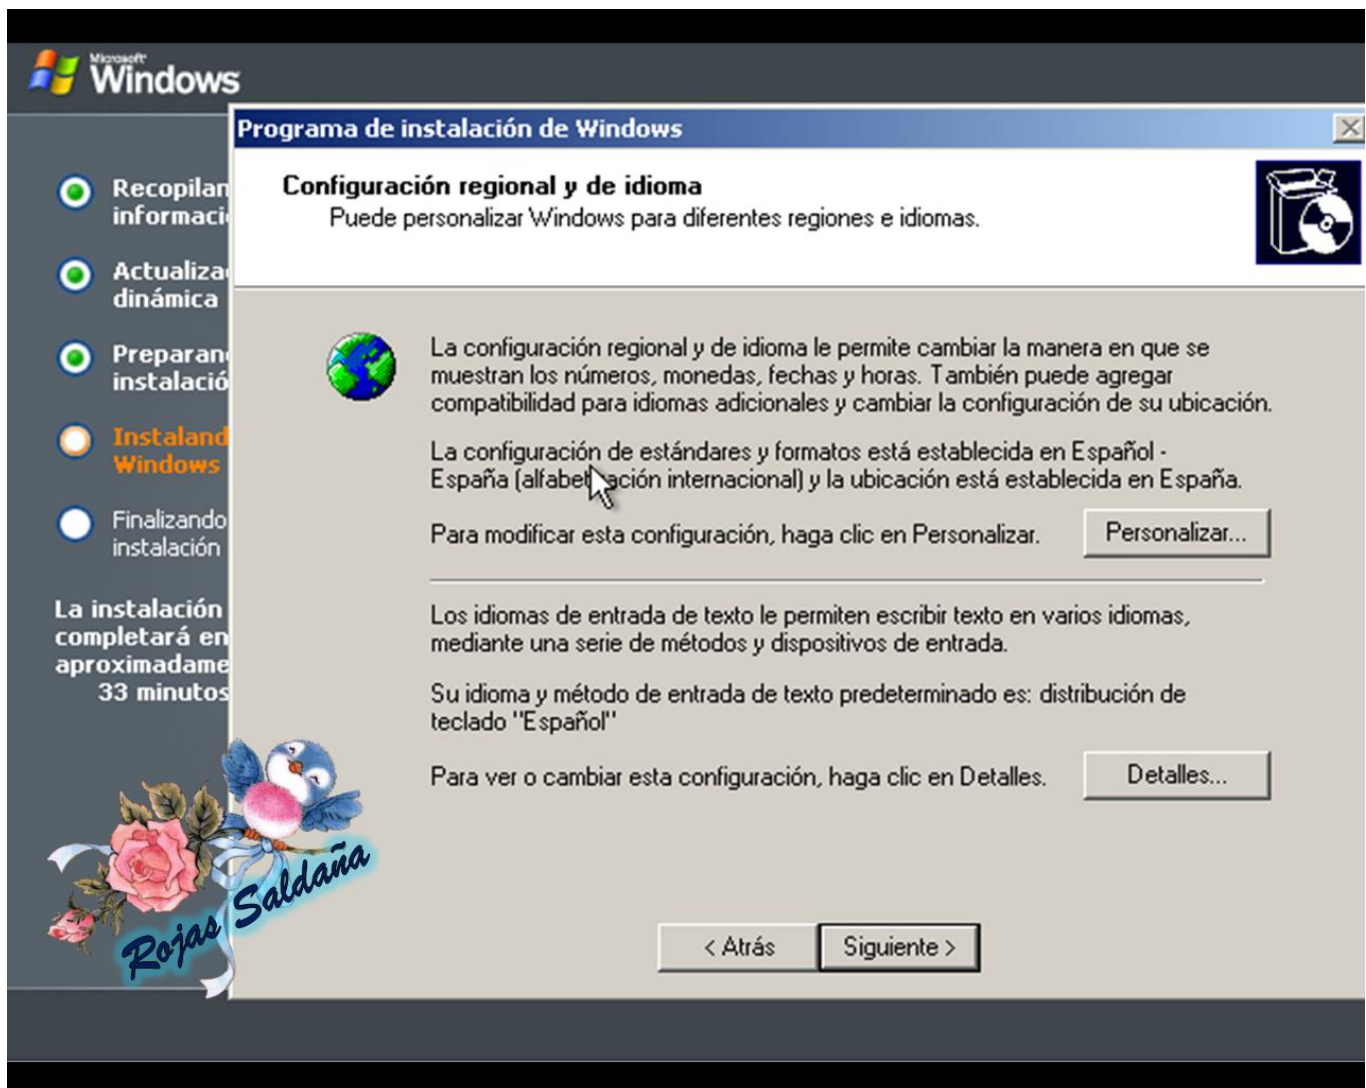 Microsoft
Windows
Programa de instalación de Windows
Configuración regional y de idioma
Puede personalizar Windows para diferentes regiones e idiomas.
Recopilan
informaci
Actualiza
dinámica
Preparan
instalació
Instaland
Windows
Finalizando
instalación
La instalación
completará en
aproximadame
33 minutos
La configuración regional y de idioma le permite cambiar la manera en que se
muestran los números, monedas, fechas y horas. También puede agregar
compatibilidad para idiomas adicionales y cambiar la configuración de su ubicación.
La configuración de estándares y formatos está establecida en Español -
España (alfabetización internacional) y la ubicación está establecida en España.
Para modificar esta configuración, haga clic en Personalizar.
Personalizar...
Los idiomas de entrada de texto le permiten escribir texto en varios idiomas,
mediante una serie de métodos y dispositivos de entrada.
Su idioma y método de entrada de texto predeterminado es: distribución de
teclado "Español"
Para ver o cambiar esta configuración, haga clic en Detalles.
Detalles...
Rojas Saldaña
< Atrás
Siguiente >